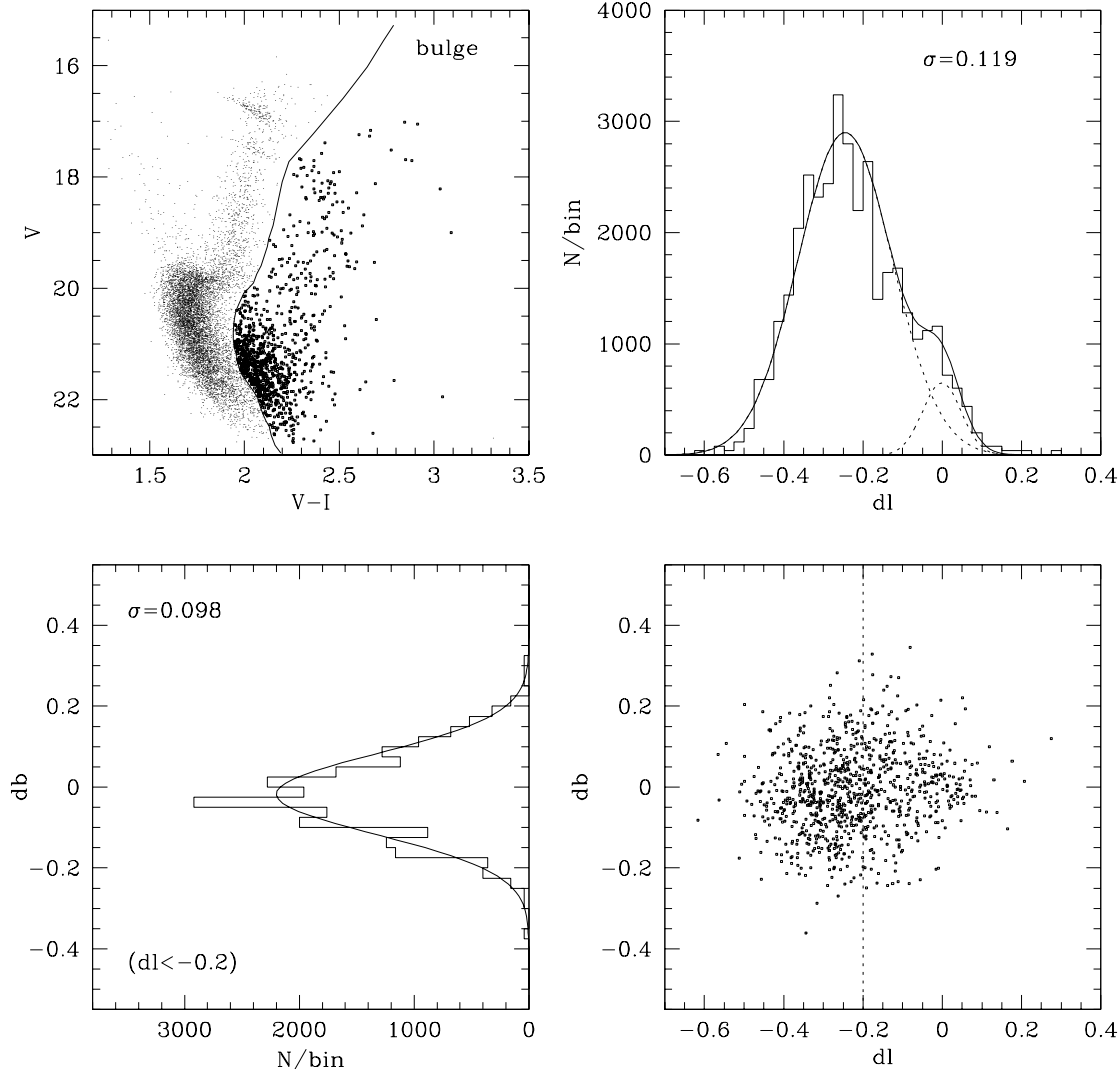 bulge
16
18
20
22
V
1.5 2 2.5 3 3.5
V−I
σ=0.119
4000
3000
2000
1000
0
N/bin
−0.6 −0.4 −0.2 0 0.2 0.4
dl
σ=0.098
0.4
0.2
0
−0.2
−0.4
db
(dl<−0.2)
3000 2000 1000 0
N/bin
0.4
0.2
0
−0.2
−0.4
db
−0.6 −0.4 −0.2 0 0.2 0.4
dl